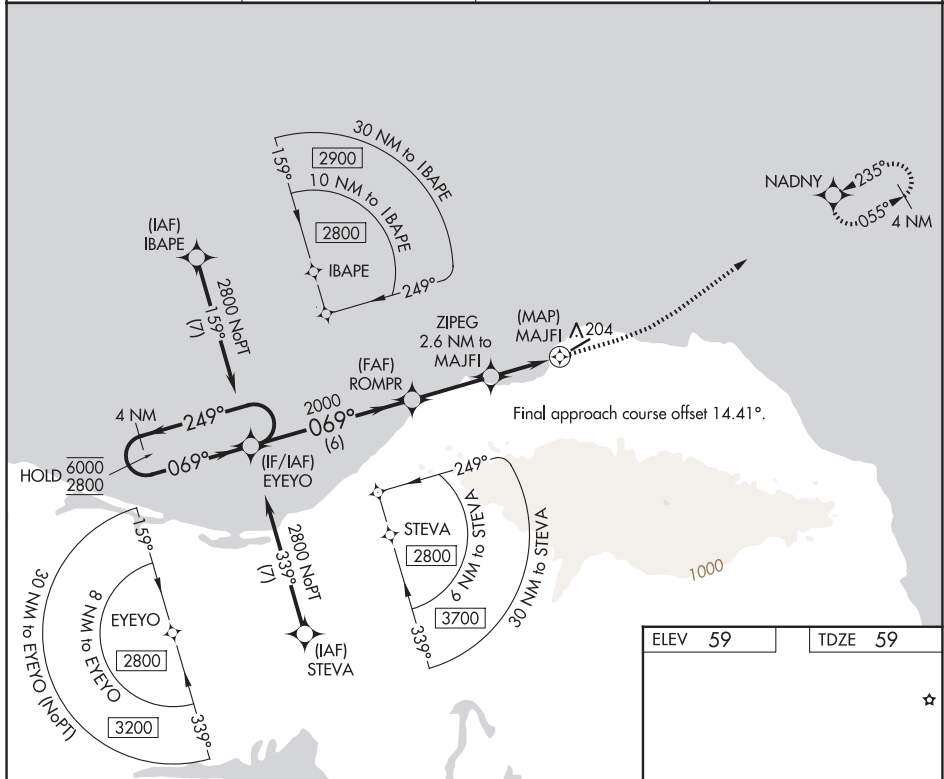 30 NM to IBAPE
159°
2900
10 NM to IBAPE
2800
IBAPE
249°
NADNY
235°
055°
4 NM
(IAF)
IBAPE
2800 NoPT
159°
(7)
ZIPEG
2.6 NM to
MAJFI
(MAP)
MAJFI
204
(FAF)
ROMPR
Final approach course offset 14.41°.
4 NM
249°
2000
069°
(6)
HOLD 6000
2800
069°
(IF/IAF)
EYEYO
249°
STEVA
2800
6 NM to STEVA
30 NM to STEVA
3700
339°
1000
2800 NoPT
339°
(7)
(IAF)
STEVA
159°
30 NM to EYEYO (NoPT)
8 NM to EYEYO
EYEYO
2800
3200
339°
ELEV 59
TDZE 59